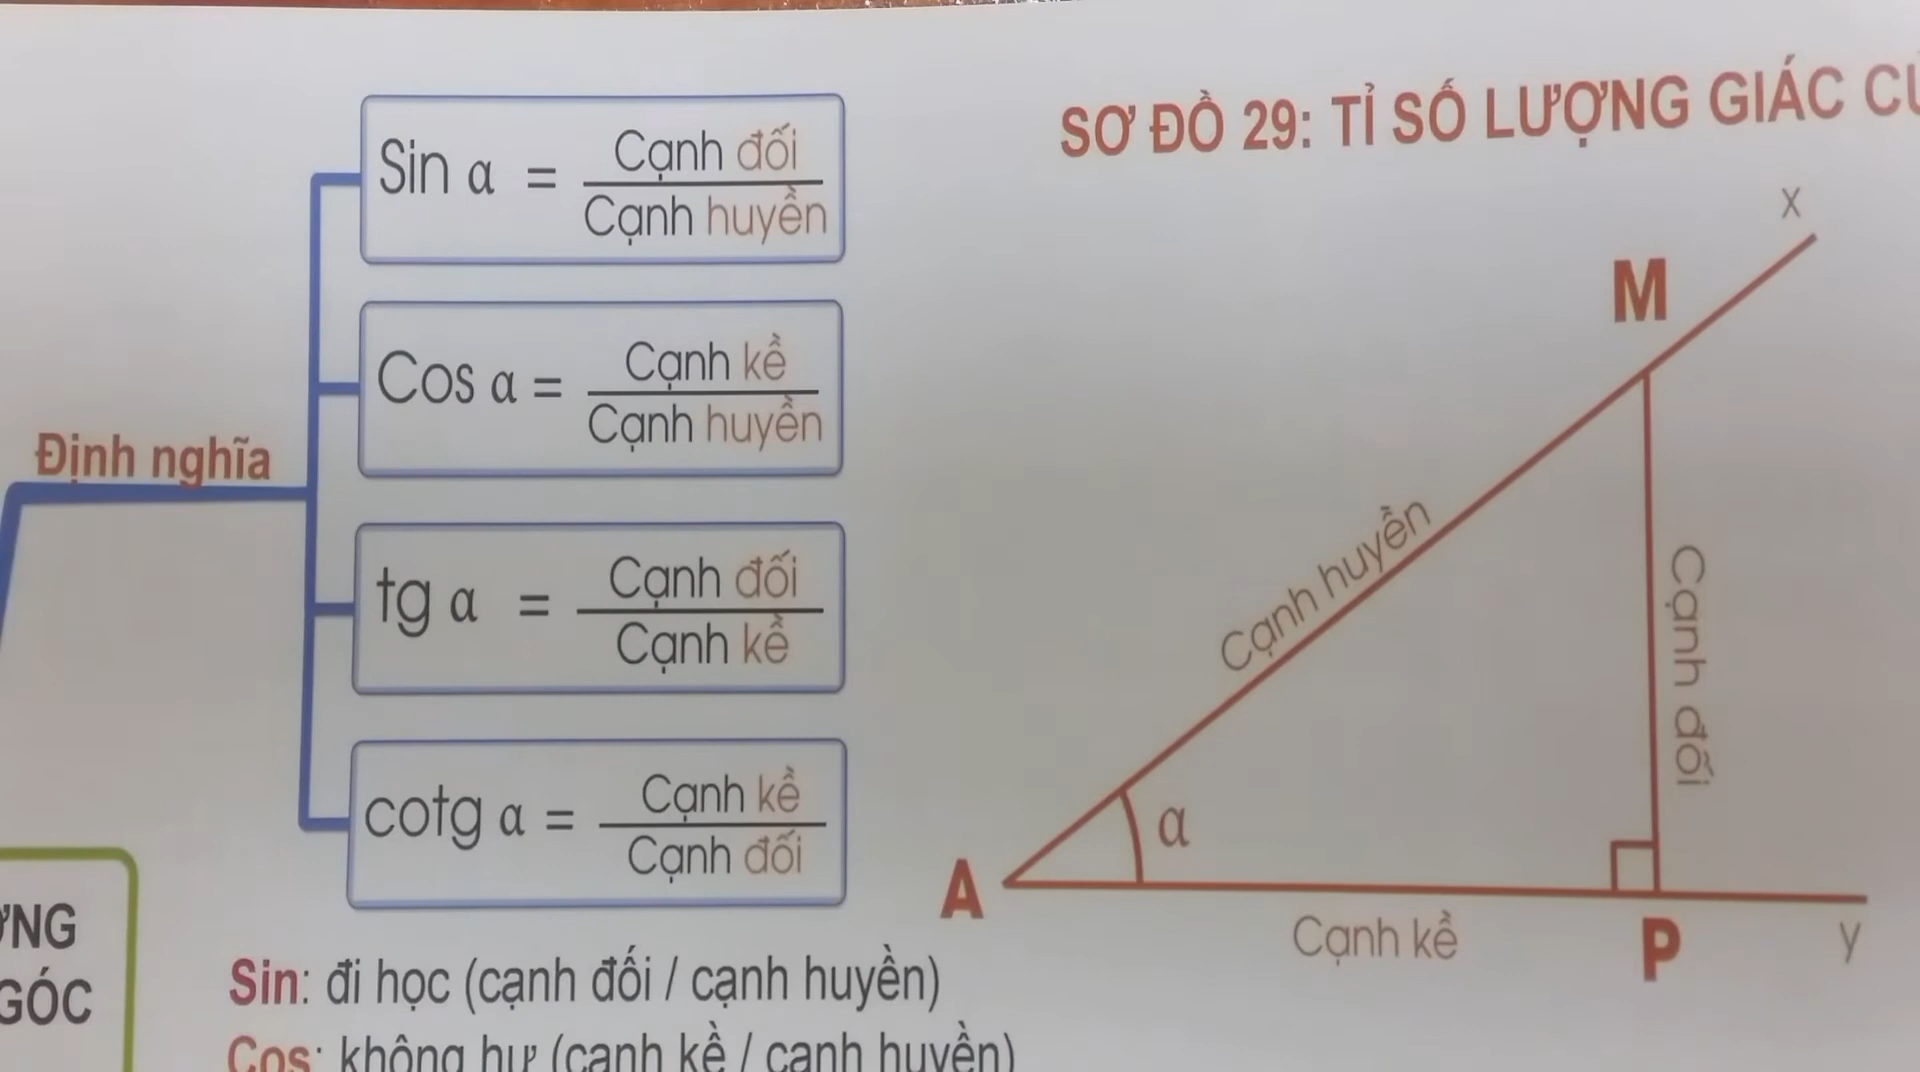 SƠ ĐỒ 29: TỈ SỐ LƯỢNG GIÁC
Định nghĩa
Sin α = Cạnh đối / Cạnh huyền
Cos α = Cạnh kề / Cạnh huyền
tg α = Cạnh đối / Cạnh kề
cotg α = Cạnh kề / Cạnh đối
x
M
Cạnh huyền
Cạnh đối
α
A
Cạnh kề
P
y
GÓC
Sin: đi học (cạnh đối / cạnh huyền)
Cos: không hư (cạnh kề / cạnh huyền)